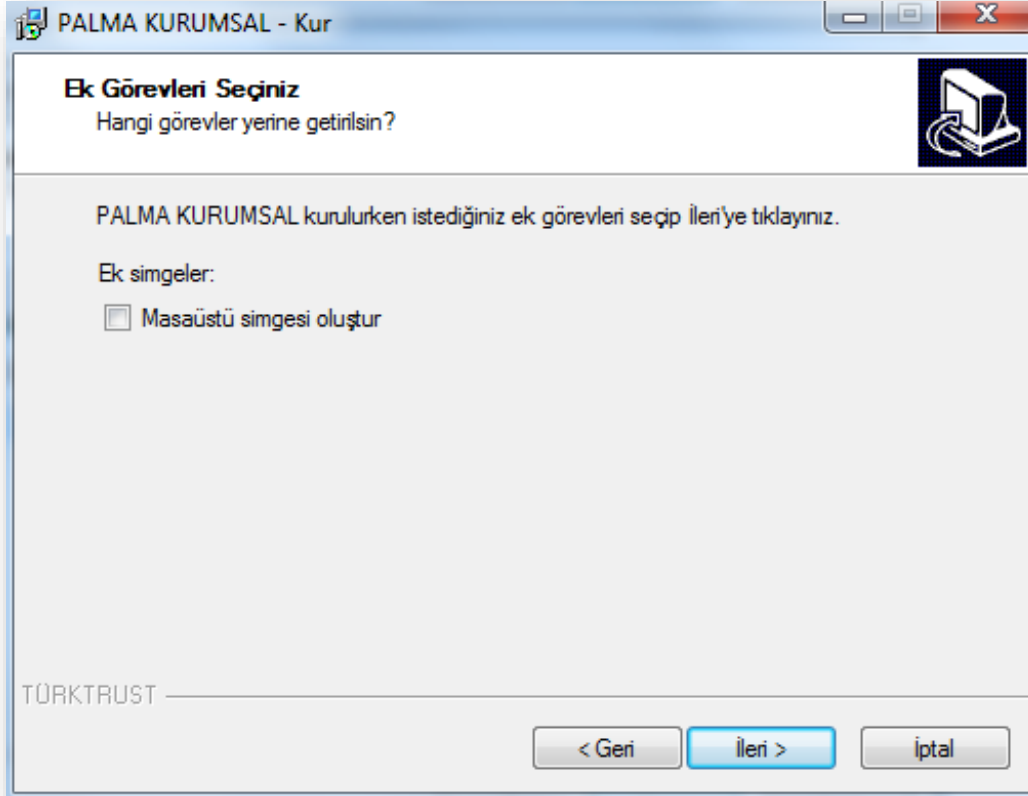 PALMA KURUMSAL - Kur
Ek Görevleri Seçiniz
Hangi görevler yerine getirilsin?
PALMA KURUMSAL kurulurken istediğiniz ek görevleri seçip İleri'ye tıklayınız.
Ek simgeler:
Masaüstü simgesi oluştur
TÜRKTRUST
< Geri
İleri >
İptal